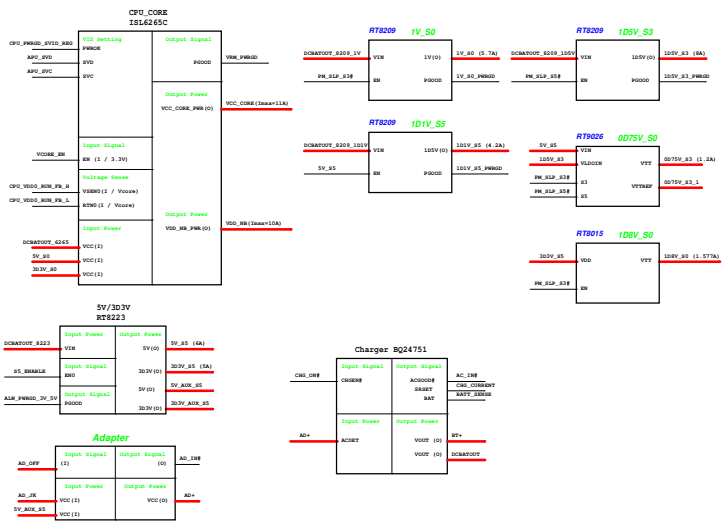 CPU_CORE
ISL6265C
VID Setting
Output Signal
CPU_PWRGD_SVID_REG
PWROK
APU_SVD
SVD
APU_SVC
SVC
PGOOD
VRM_PWRGD
Output Power
VCC_CORE_PWR(O)
VCC_CORE(Imax=11A)
Input Signal
VCORE_EN
EN (I / 3.3V)
Voltage Sense
CPU_VDD0_RUN_FB_H
VSEN0(I / Vcore)
CPU_VDD0_RUN_FB_L
RTN0(I / Vcore)
Output Power
VDD_NB_PWR(O)
VDD_NB(Imax=10A)
Input Power
DCBATOUT_6265
VCC(I)
5V_S0
VCC(I)
3D3V_S0
VCC(I)
RT8209
1V_S0
DCBATOUT_8209_1V
VIN
1V(O)
1V_S0 (5.7A)
PM_SLP_S3#
EN
PGOOD
1V_S0_PWRGD
RT8209
1D5V_S3
DCBATOUT_8209_1D5V
VIN
1D5V(O)
1D5V_S3 (8A)
PM_SLP_S5#
EN
PGOOD
1D5V_S3_PWRGD
RT8209
1D1V_S5
DCBATOUT_8209_1D1V
VIN
1D5V(O)
1D1V_S5 (4.2A)
5V_S5
EN
PGOOD
1D1V_S5_PWRGD
RT9026
0D75V_S0
5V_S5
VIN
1D5V_S3
VLDOIN
VTT
0D75V_S3 (1.2A)
PM_SLP_S3#
S3
VTTREF
0D75V_S3_1
PM_SLP_S5#
S5
RT8015
1D8V_S0
3D3V_S5
VDD
VTT
1D8V_S0 (1.577A)
PM_SLP_S3#
EN
5V/3D3V
RT8223
Input Power
Output Power
DCBATOUT_8223
VIN
5V(O)
5V_S5 (6A)
Input Signal
S5_ENABLE
EN0
3D3V(O)
3D3V_S5 (5A)
Output Signal
ALW_PWRGD_3V_5V
PGOOD
5V(O)
5V_AUX_S5
3D3V(O)
3D3V_AUX_S5
Charger BQ24751
Input Signal
Output Signal
CHG_ON#
CHGEN#
ACGOOD#
AC_IN#
SRSET
CHG_CURRENT
BAT
BATT_SENSE
Input Power
Output Power
AD+
ACDET
VOUT (O)
BT+
VOUT (O)
DCBATOUT
Adapter
Input Signal
Output Signal
AD_OFF
(I)
(O)
AD_IN#
Input Power
Output Power
AD_JK
VCC(I)
VCC(O)
AD+
5V_AUX_S5
VCC(I)